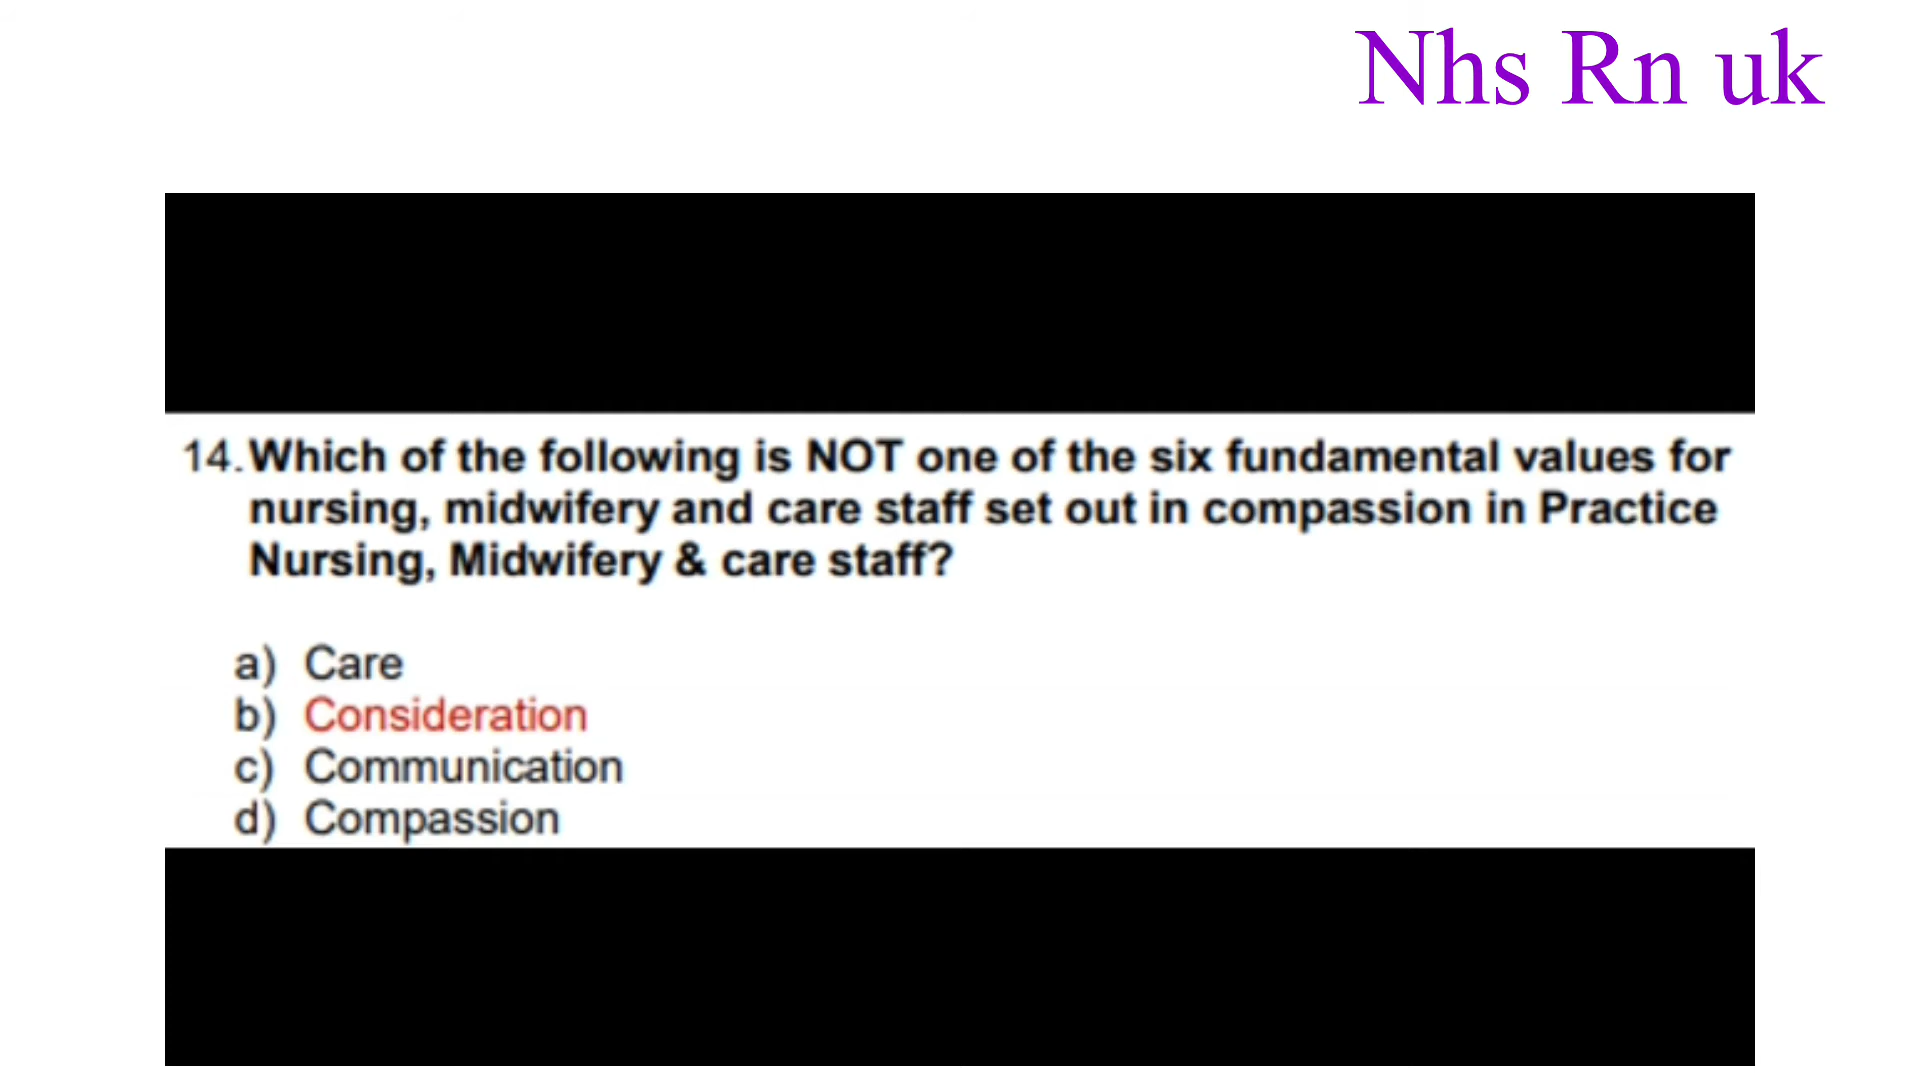 Nhs Rn uk
14. Which of the following is NOT one of the six fundamental values for
nursing, midwifery and care staff set out in compassion in Practice
Nursing, Midwifery & care staff?
a) Care
b) Consideration
c) Communication
d) Compassion